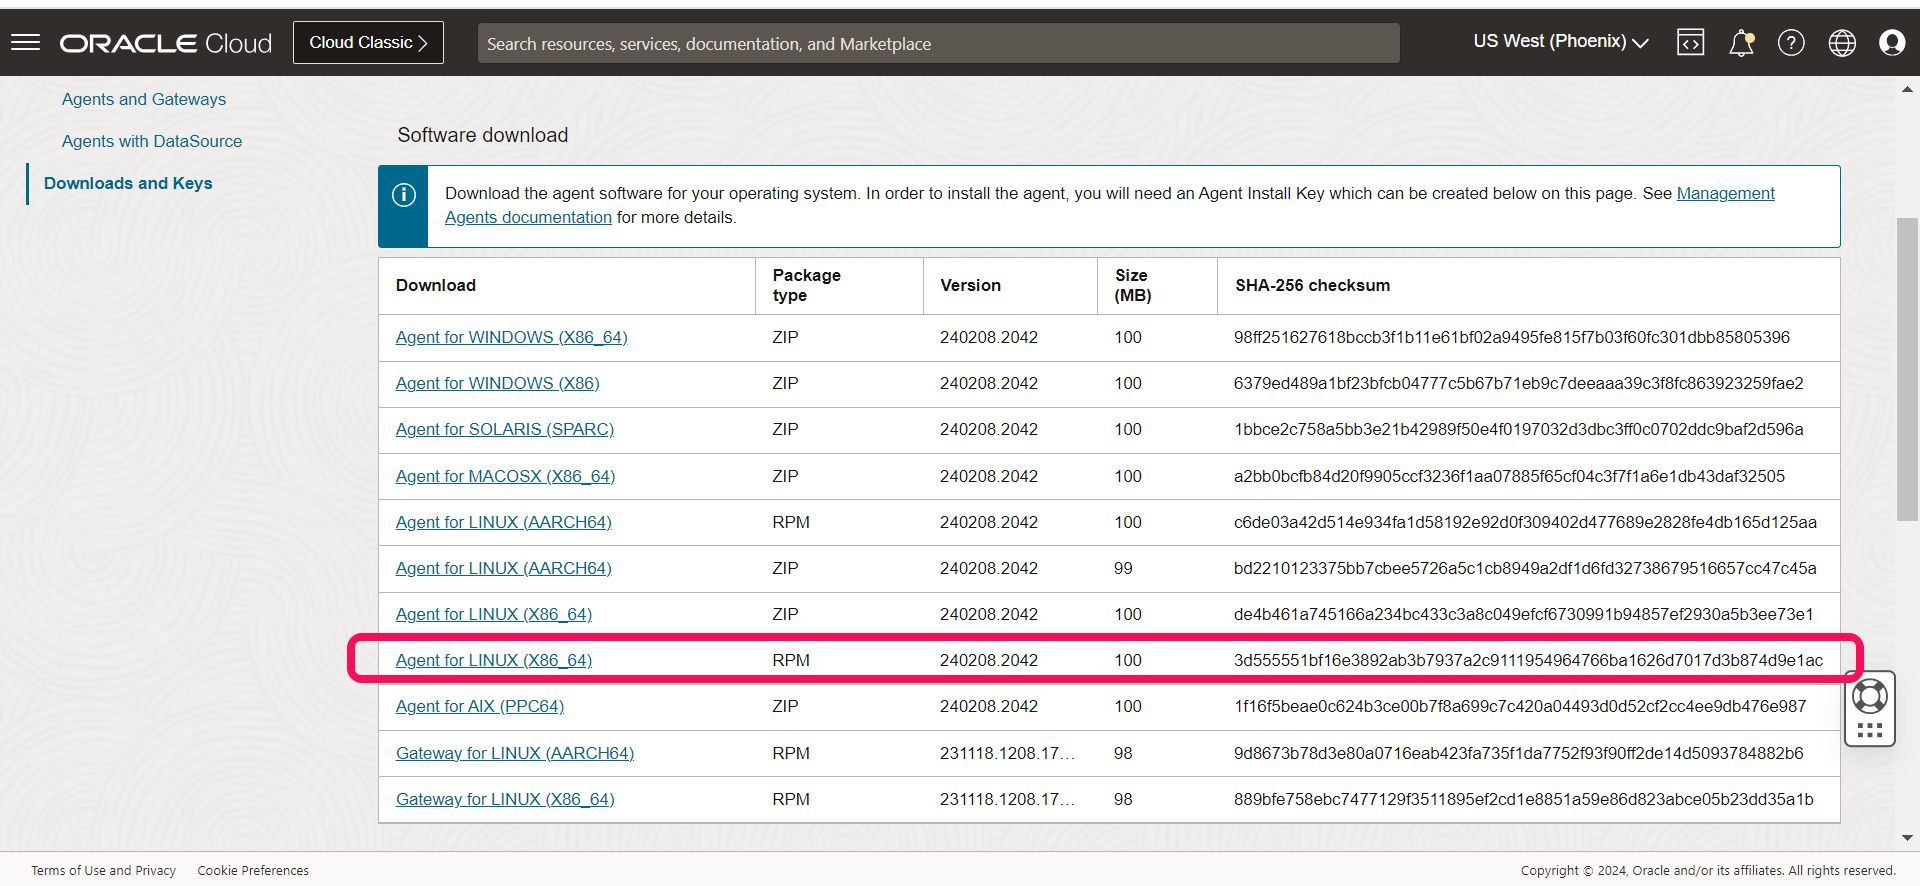 ORACLE Cloud
Cloud Classic
Search resources, services, documentation, and Marketplace
US West (Phoenix)
Agents and Gateways
Agents with DataSource
Downloads and Keys
Software download
Download the agent software for your operating system. In order to install the agent, you will need an Agent Install Key which can be created below on this page. See Management
Agents documentation for more details.
Download Package type Version Size (MB) SHA-256 checksum
Agent for WINDOWS (X86_64) ZIP 240208.2042 100 98ff251627618bccb3f1b11e61bf02a9495fe815f7b03f60fc301dbb85805396
Agent for WINDOWS (X86) ZIP 240208.2042 100 6379ed489a1bf23bfcb04777c5b67b71eb9c7deeaaa39c3f8fc863923259fae2
Agent for SOLARIS (SPARC) ZIP 240208.2042 100 1bbce2c758a5bb3e21b42989f50e4f0197032d3dbc3ff0c0702ddc9baf2d596a
Agent for MACOSX (X86_64) ZIP 240208.2042 100 a2bb0bcfb84d20f9905ccf3236f1aa07885f65cf04c3f7f1a6e1db43daf32505
Agent for LINUX (AARCH64) RPM 240208.2042 100 c6de03a42d514e934fa1d58192e92d0f309402d477689e2828fe4db165d125aa
Agent for LINUX (AARCH64) ZIP 240208.2042 99 bd2210123375bb7cbee5726a5c1cb8949a2df1d6fd32738679516657cc47c45a
Agent for LINUX (X86_64) ZIP 240208.2042 100 de4b461a745166a234bc433c3a8c049efcf6730991b94857ef2930a5b3ee73e1
Agent for LINUX (X86_64) RPM 240208.2042 100 3d555551bf16e3892ab3b7937a2c9111954964766ba1626d7017d3b874d9e1ac
Agent for AIX (PPC64) ZIP 240208.2042 100 1f16f5beae0c624b3ce00b7f8a699c7c420a04493d0d52cf2cc4ee9db476e987
Gateway for LINUX (AARCH64) RPM 231118.1208.17… 98 9d8673b78d3e80a0716eab423fa735f1da7752f93f90ff2de14d5093784882b6
Gateway for LINUX (X86_64) RPM 231118.1208.17… 98 889bfe758ebc7477129f3511895ef2cd1e8851a59e86d823abce05b23dd35a1b
Terms of Use and Privacy Cookie Preferences Copyright © 2024, Oracle and/or its affiliates. All rights reserved.